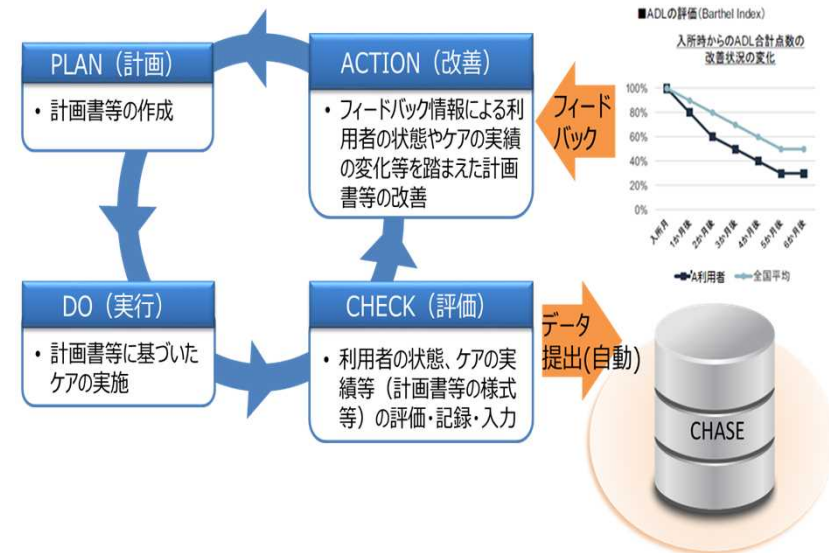 PLAN（計画）
• 計画書等の作成
ACTION（改善）
• フィードバック情報による利
用者の状態やケアの実績
の変化等を踏まえた計画
書等の改善
フィード
バック
■ADLの評価（Barthel Index）
入所時からのADL合計点数の
改善状況の変化
100%
80%
60%
40%
20%
0%
入所月
1か月後
2か月後
3か月後
4か月後
5か月後
6か月後
A利用者
全国平均
DO（実行）
• 計画書等に基づいた
ケアの実施
CHECK（評価）
• 利用者の状態、ケアの実
績等（計画書等の様式
等）の評価・記録・入力
データ
提出(自動)
CHASE